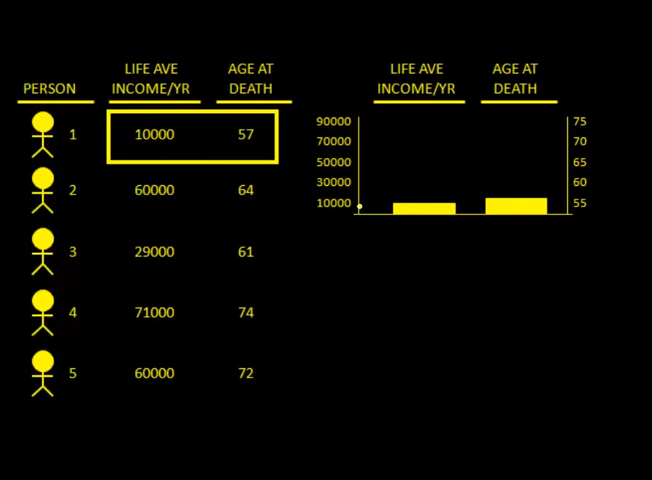 LIFE AVE AGE AT
PERSON INCOME/YR DEATH
1 10000 57
2 60000 64
3 29000 61
4 71000 74
5 60000 72
LIFE AVE AGE AT
INCOME/YR DEATH
90000 75
70000 70
50000 65
30000 60
10000 55